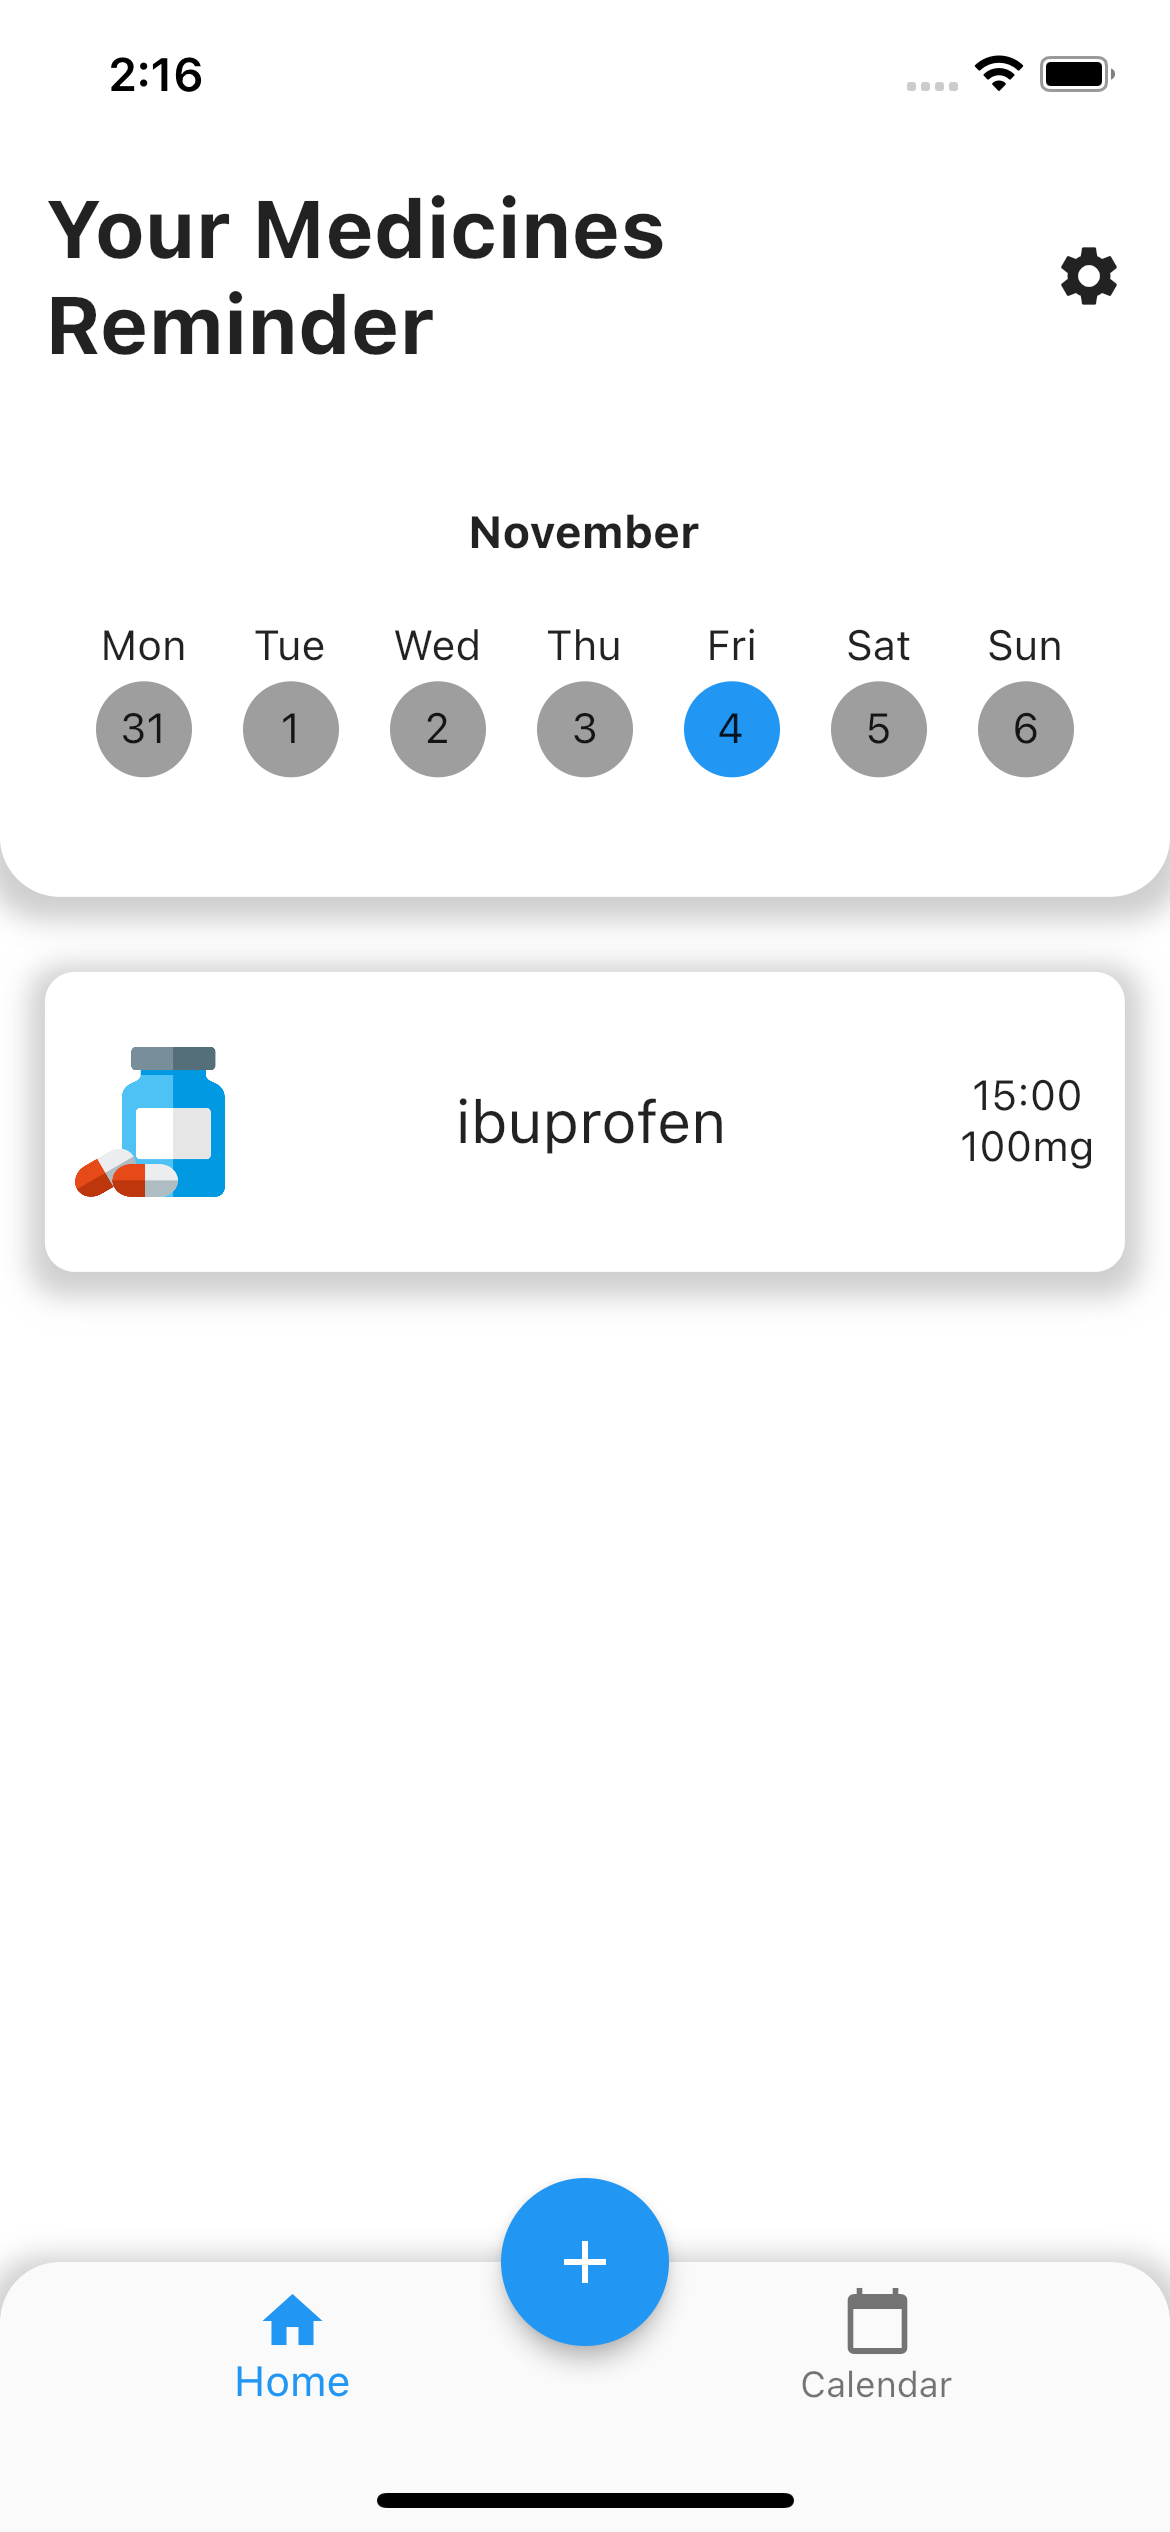 2:16
Your Medicines
Reminder
November
Mon Tue Wed Thu Fri Sat Sun
31 1 2 3 4 5 6
ibuprofen
15:00
100mg
+
Home
Calendar